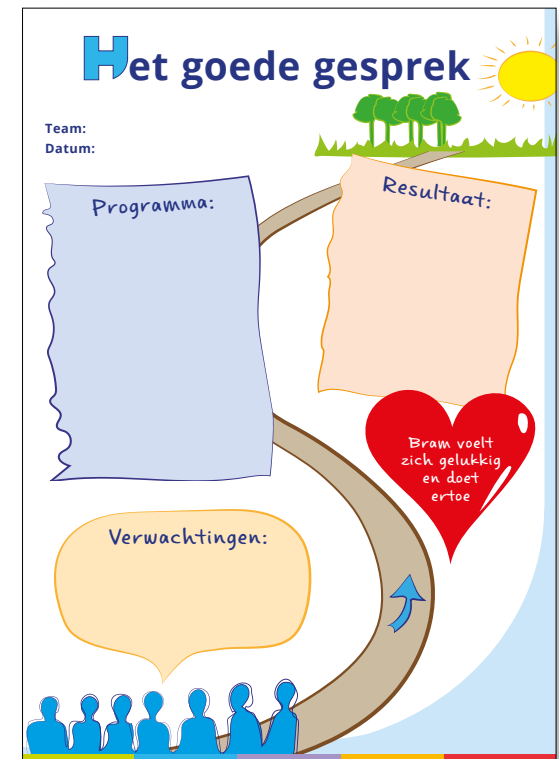 Het goede gesprek
Team:
Datum:
Programma:
Resultaat:
Bram voelt
zich gelukkig
en doet
ertoe
Verwachtingen: